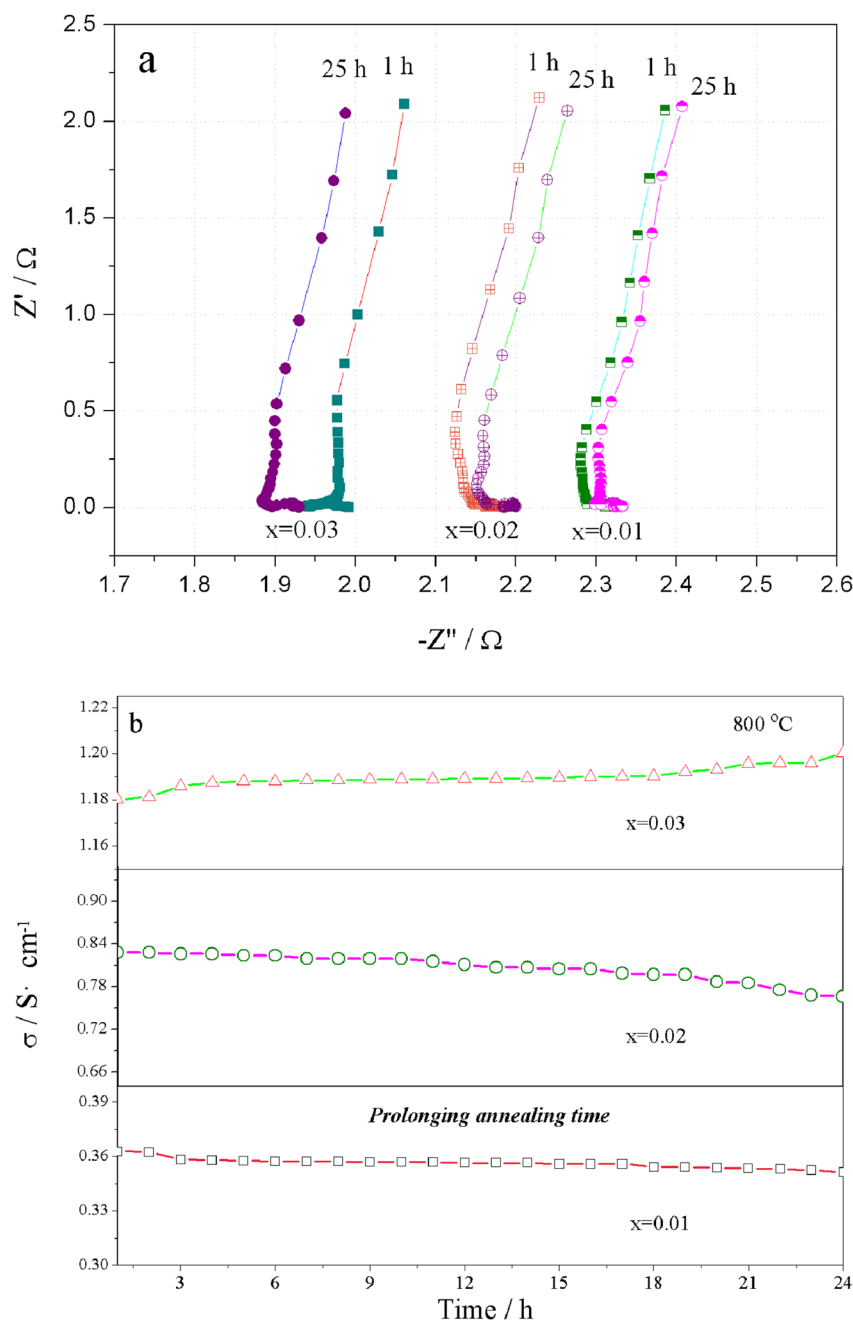 a
25 h 1 h 1 h 25 h 1 h 25 h
2.5
2.0
1.5
1.0
0.5
0.0
Z' / Ω
x=0.03 x=0.02 x=0.01
1.7 1.8 1.9 2.0 2.1 2.2 2.3 2.4 2.5 2.6
-Z" / Ω
b
800 °C
1.22
1.20
1.18
1.16
x=0.03
0.90
0.84
0.78
0.72
0.66
x=0.02
σ / S· cm-1
Prolonging annealing time
0.39
0.36
0.33
0.30
x=0.01
3 6 9 12 15 18 21 24
Time / h